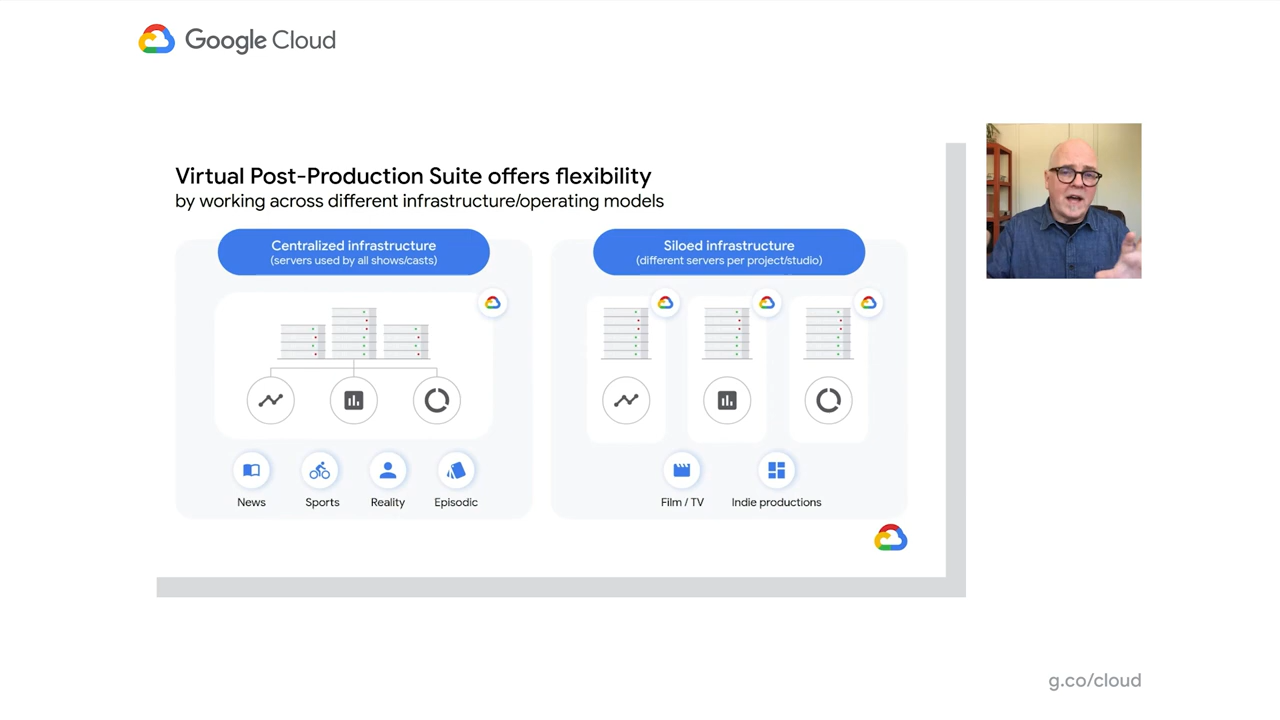 Google Cloud
Virtual Post-Production Suite offers flexibility
by working across different infrastructure/operating models
Centralized infrastructure
(servers used by all shows/casts)
Siloed infrastructure
(different servers per project/studio)
News
Sports
Reality
Episodic
Film / TV
Indie productions
g.co/cloud